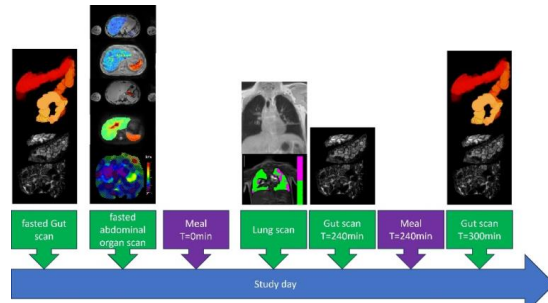 fasted Gut
scan
fasted
abdominal
organ scan
Meal
T=0min
Lung scan
Gut scan
T=240min
Meal
T=240min
Gut scan
T=300min
Study day